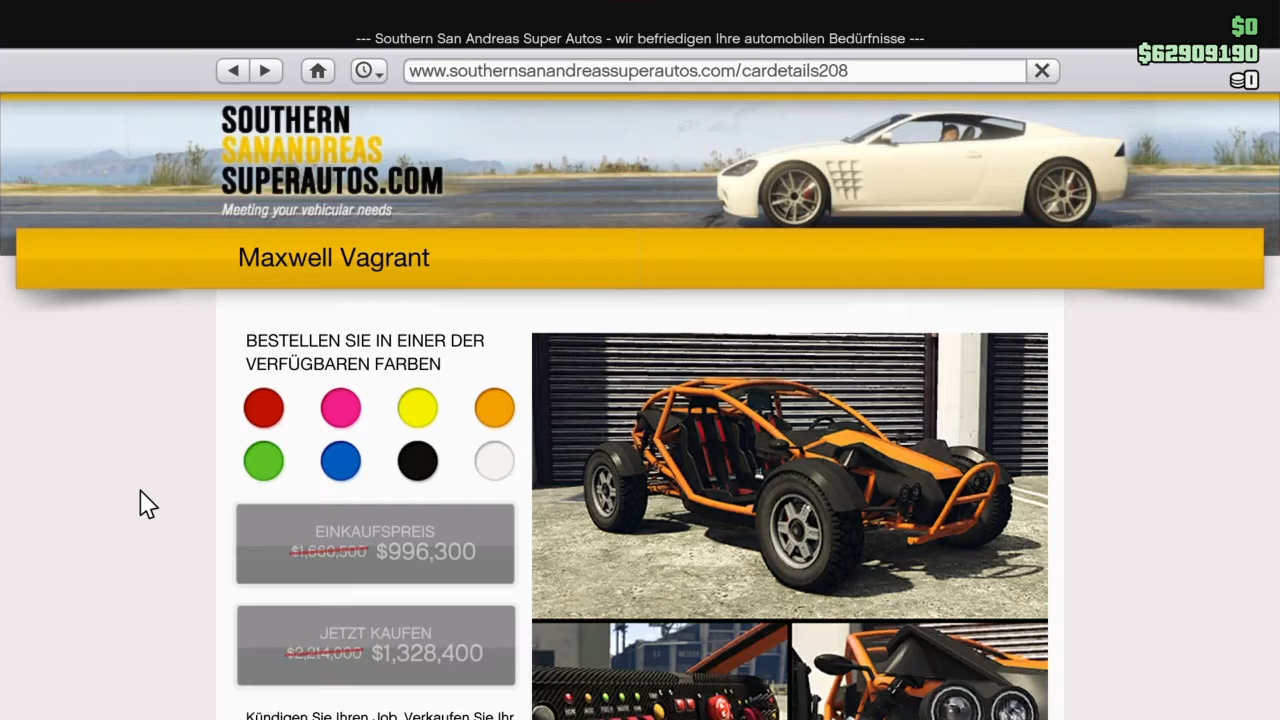 --- Southern San Andreas Super Autos - wir befriedigen Ihre automobilen Bedürfnisse ---
$0
$62909190
0
www.southernsanandreassuperautos.com/cardetails208
SOUTHERN
SANANDREAS
SUPERAUTOS.COM
Meeting your vehicular needs
Maxwell Vagrant
BESTELLEN SIE IN EINER DER
VERFÜGBAREN FARBEN
EINKAUFSPREIS
$1,660,500 $996,300
JETZT KAUFEN
$2,214,000 $1,328,400
Kündigen Sie Ihren Job. Verkaufen Sie Ihr